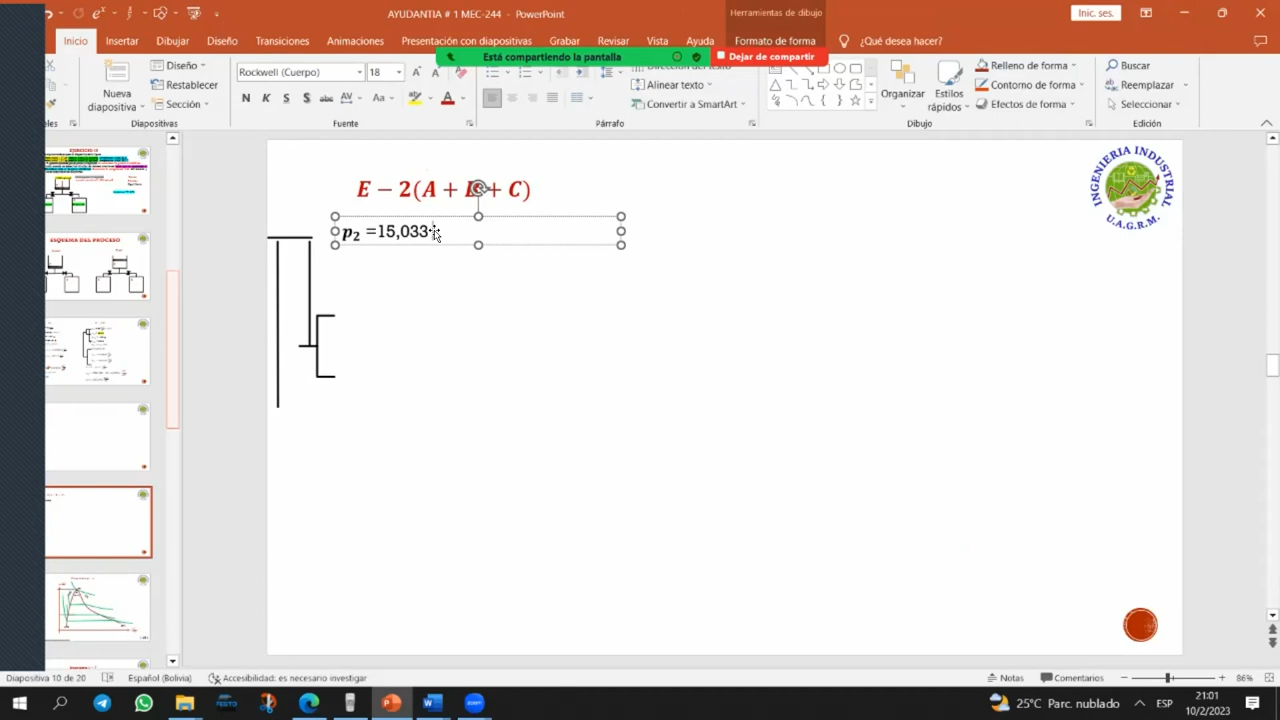 AYUDANTIA # 1 MEC-244 - PowerPoint
Herramientas de dibujo
Inic. ses.
Inicio
Insertar
Dibujar
Diseño
Transiciones
Animaciones
Presentación con diapositivas
Grabar
Revisar
Vista
Ayuda
Formato de forma
¿Qué desea hacer?
Está compartiendo la pantalla
Dejar de compartir
Nueva diapositiva
Diseño
Restablecer
Sección
Rockwell (Cuerpo)
18
N K S S abc AV Aa A
Alinear texto
Convertir a SmartArt
Organizar
Estilos rápidos
Relleno de forma
Contorno de forma
Efectos de forma
Buscar
Reemplazar
Seleccionar
Diapositivas
Fuente
Párrafo
Dibujo
Edición
ESQUEMA DEL PROCESO
E − 2(A + B + C)
p₂ =15,033
INGENIERIA INDUSTRIAL
U.A.G.R.M.
Diapositiva 10 de 20
Español (Bolivia)
Accesibilidad: es necesario investigar
Notas
Comentarios
86%
FESTO
zoom
25°C Parc. nublado
ESP
21:01
10/2/2023